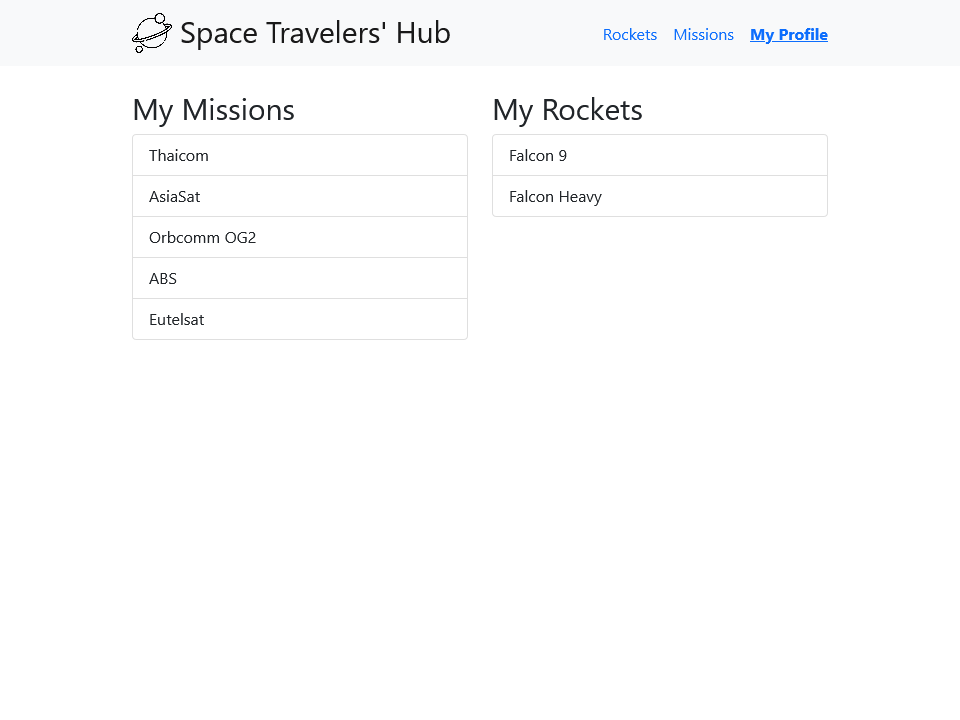 Space Travelers' Hub
Rockets
Missions
My Profile
My Missions
Thaicom
AsiaSat
Orbcomm OG2
ABS
Eutelsat
My Rockets
Falcon 9
Falcon Heavy